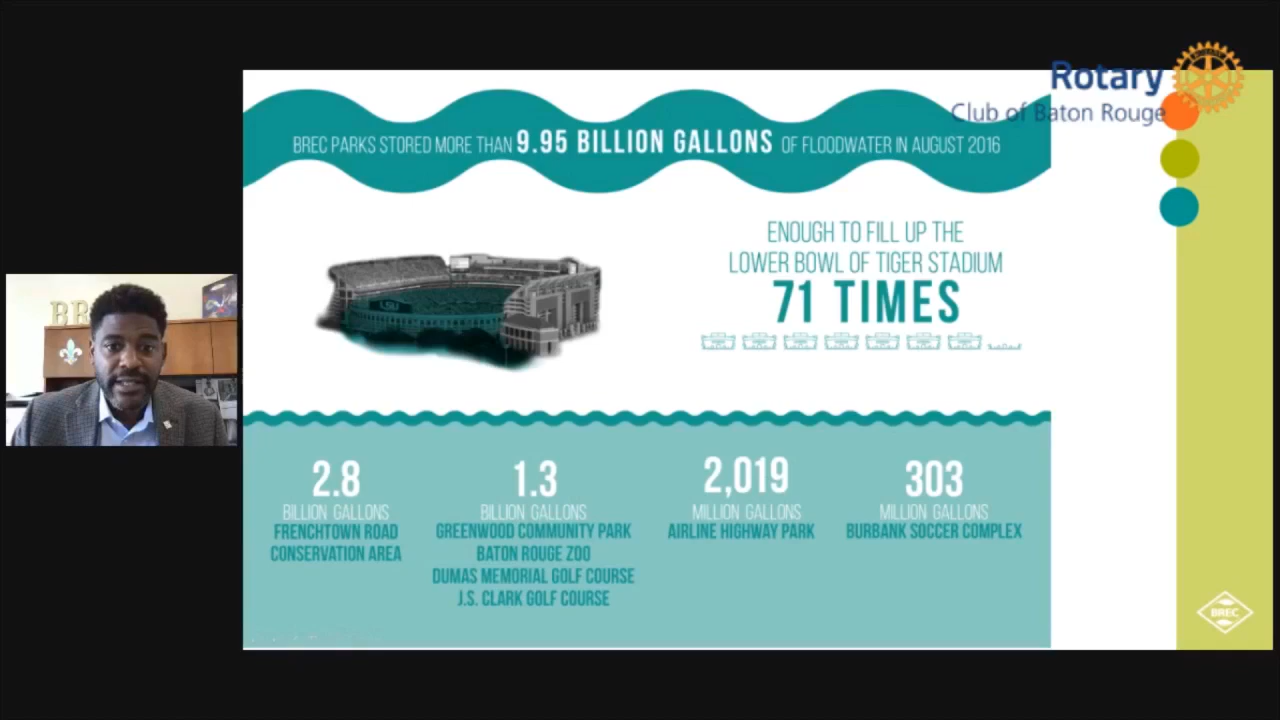 Rotary
Club of Baton Rouge
BREC PARKS STORED MORE THAN 9.95 BILLION GALLONS OF FLOODWATER IN AUGUST 2016
ENOUGH TO FILL UP THE
LOWER BOWL OF TIGER STADIUM
71 TIMES
LSU
BR
2.8
BILLION GALLONS
FRENCHTOWN ROAD
CONSERVATION AREA
1.3
BILLION GALLONS
GREENWOOD COMMUNITY PARK
BATON ROUGE ZOO
DUMAS MEMORIAL GOLF COURSE
J.S. CLARK GOLF COURSE
2,019
MILLION GALLONS
AIRLINE HIGHWAY PARK
303
MILLION GALLONS
BURBANK SOCCER COMPLEX
BREC